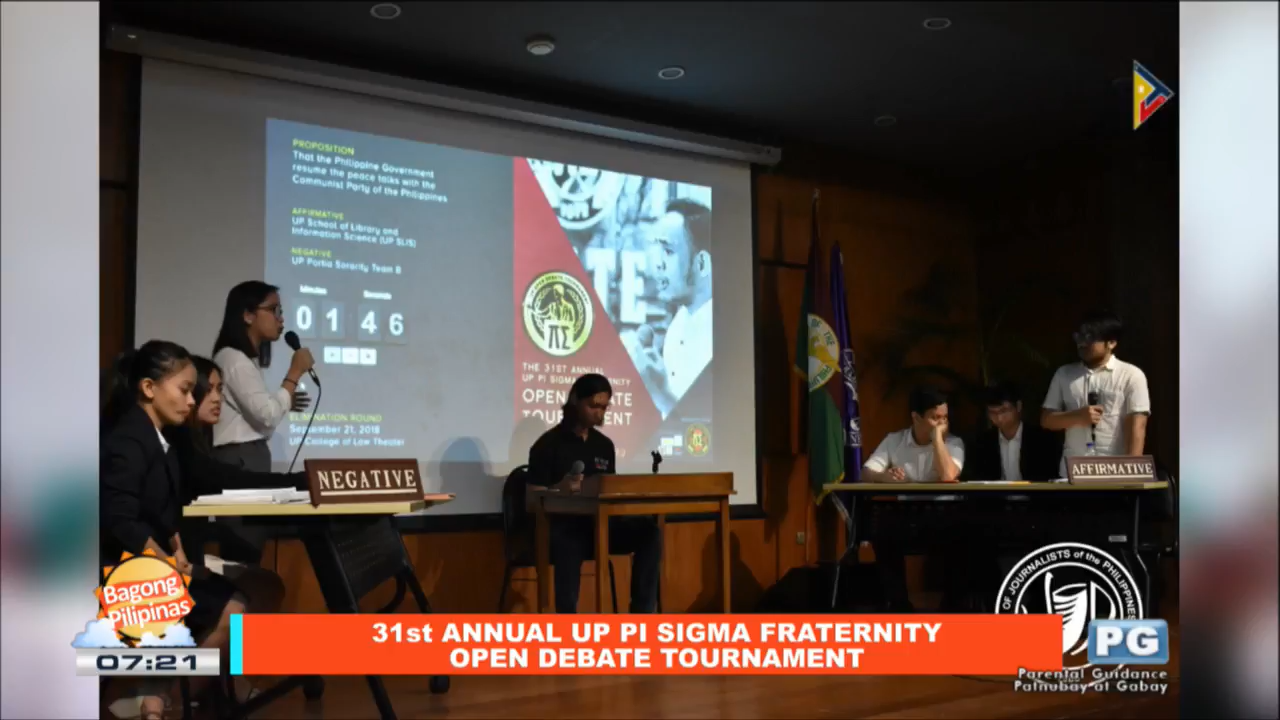 PROPOSITION
That the Philippine Government
resume the peace talks with the
Communist Party of the Philippines
AFFIRMATIVE
UP School of Library and
Information Science (UP SLIS)
NEGATIVE
UP Portia Sorority Team B
Minutes Seconds
01 46
ELIMINATION ROUND
September 21, 2018
UP College of Law Theater
TE
ΠΣ
THE 31ST ANNUAL
UP PI SIGMA FRATERNITY
OPEN DEBATE
TOURNAMENT
NEGATIVE
AFFIRMATIVE
OF JOURNALISTS of the PHILIPPINES
Bagong
Pilipinas
07:21
31st ANNUAL UP PI SIGMA FRATERNITY
OPEN DEBATE TOURNAMENT
PG
Parental Guidance
Patnubay at Gabay